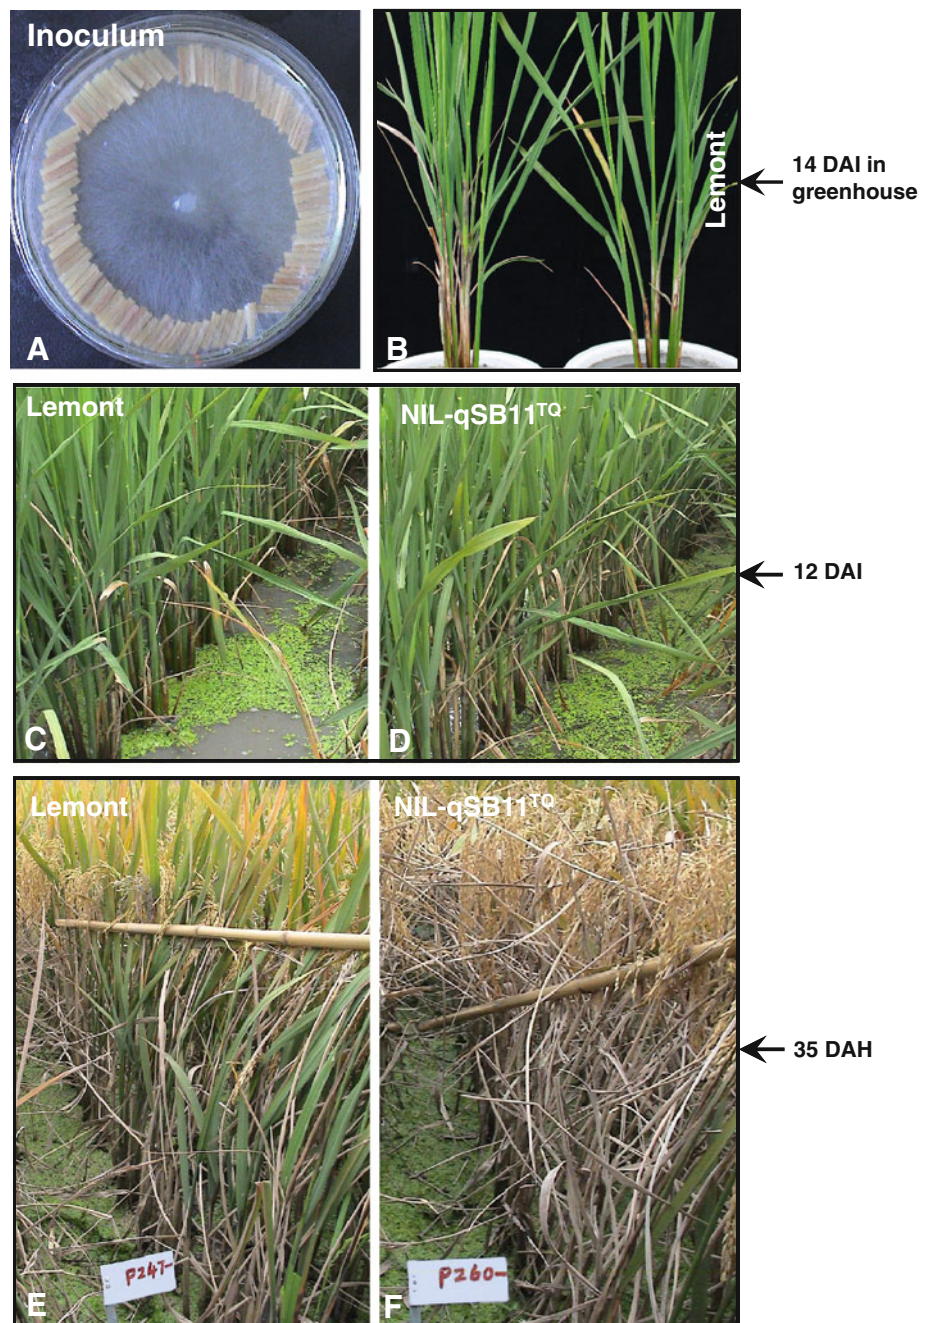 Inoculum
A
Lemont
B
14 DAI in
greenhouse
Lemont
C
NIL-qSB11TQ
D
12 DAI
Lemont
P247-
E
NIL-qSB11TQ
P260-
F
35 DAH